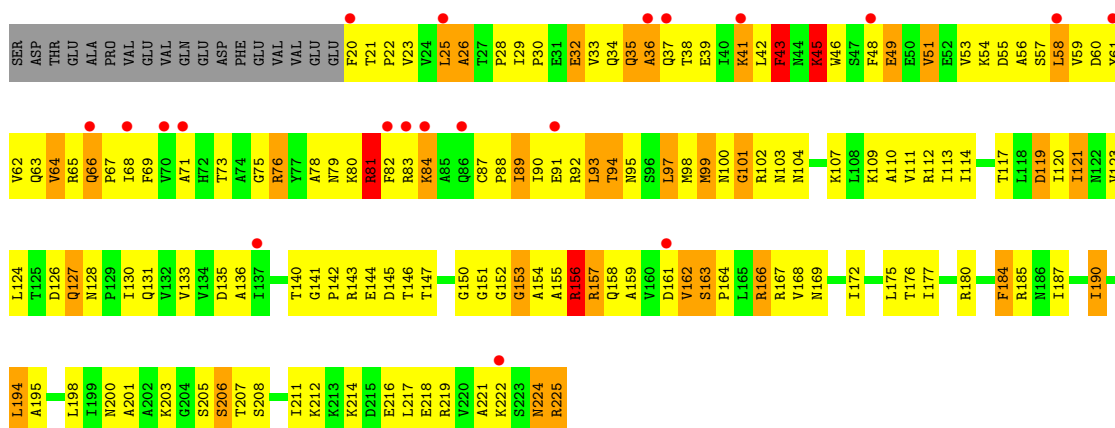 SER ASP THR GLU ALA PRO VAL GLU VAL GLN GLU ASP PHE GLU VAL VAL GLU GLU F20 T21 P22 V23 V24 L25 A26 T27 P28 I29 P30 E31 E32 V33 Q34 Q35 A36 Q37 T38 E39 I40 K41 L42 F43 N44 K45 W46 S47 F48 E49 E50 V51 E52 V53 K54 D55 A56 S57 L58 V59 D60 Y61
V62 Q63 V64 R65 Q66 P67 I68 F69 V70 A71 H72 T73 A74 G75 R76 Y77 A78 N79 K80 R81 F82 R83 K84 A85 Q86 C87 P88 I89 I90 E91 R92 L93 T94 N95 S96 L97 M98 M99 N100 G101 R102 N103 N104 K107 L108 K109 A110 V111 R112 I113 I114 T117 L118 D119 I120 I121 N122 V123
L124 T125 D126 Q127 N128 P129 I130 Q131 V132 V133 V134 D135 A136 I137 T140 G141 P142 R143 E144 D145 T146 T147 G150 G151 G152 G153 A154 A155 R156 R157 Q158 A159 V160 D161 V162 S163 P164 L165 R166 R167 V168 N169 I172 L175 T176 I177 R180 F184 R185 N186 I187 I190
L194 A195 L198 I199 N200 A201 A202 K203 G204 S205 S206 T207 S208 I211 K212 K213 K214 D215 E216 L217 E218 R219 V220 A221 K222 S223 N224 R225